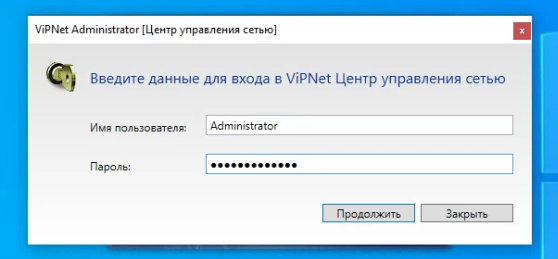 ViPNet Administrator [Центр управления сетью]
Введите данные для входа в ViPNet Центр управления сетью
Имя пользователя: Administrator
Пароль: •••••••••••••
Продолжить Закрыть